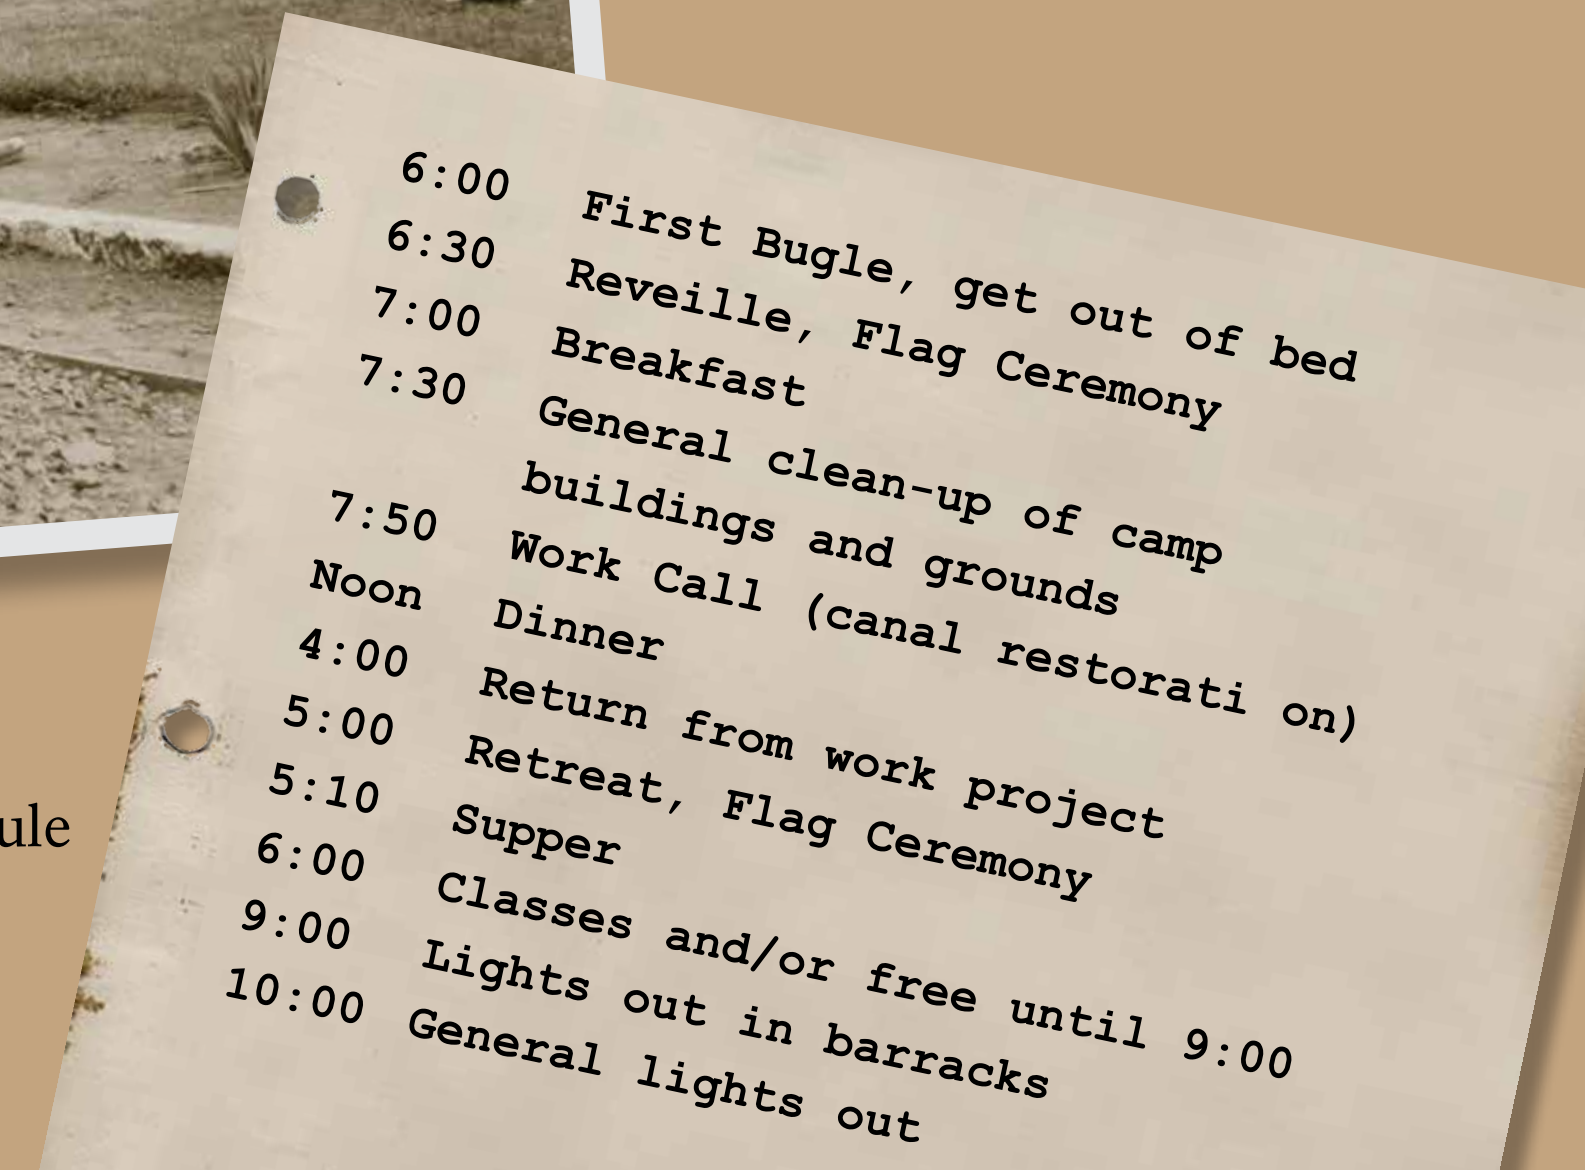 6:00 First Bugle, get out of bed
6:30 Reveille, Flag Ceremony
7:00 Breakfast
7:30 General clean-up of camp
buildings and grounds
7:50 Work Call (canal restorati on)
Noon Dinner
4:00 Return from work project
5:00 Retreat, Flag Ceremony
5:10 Supper
6:00 Classes and/or free until 9:00
9:00 Lights out in barracks
10:00 General lights out
ule